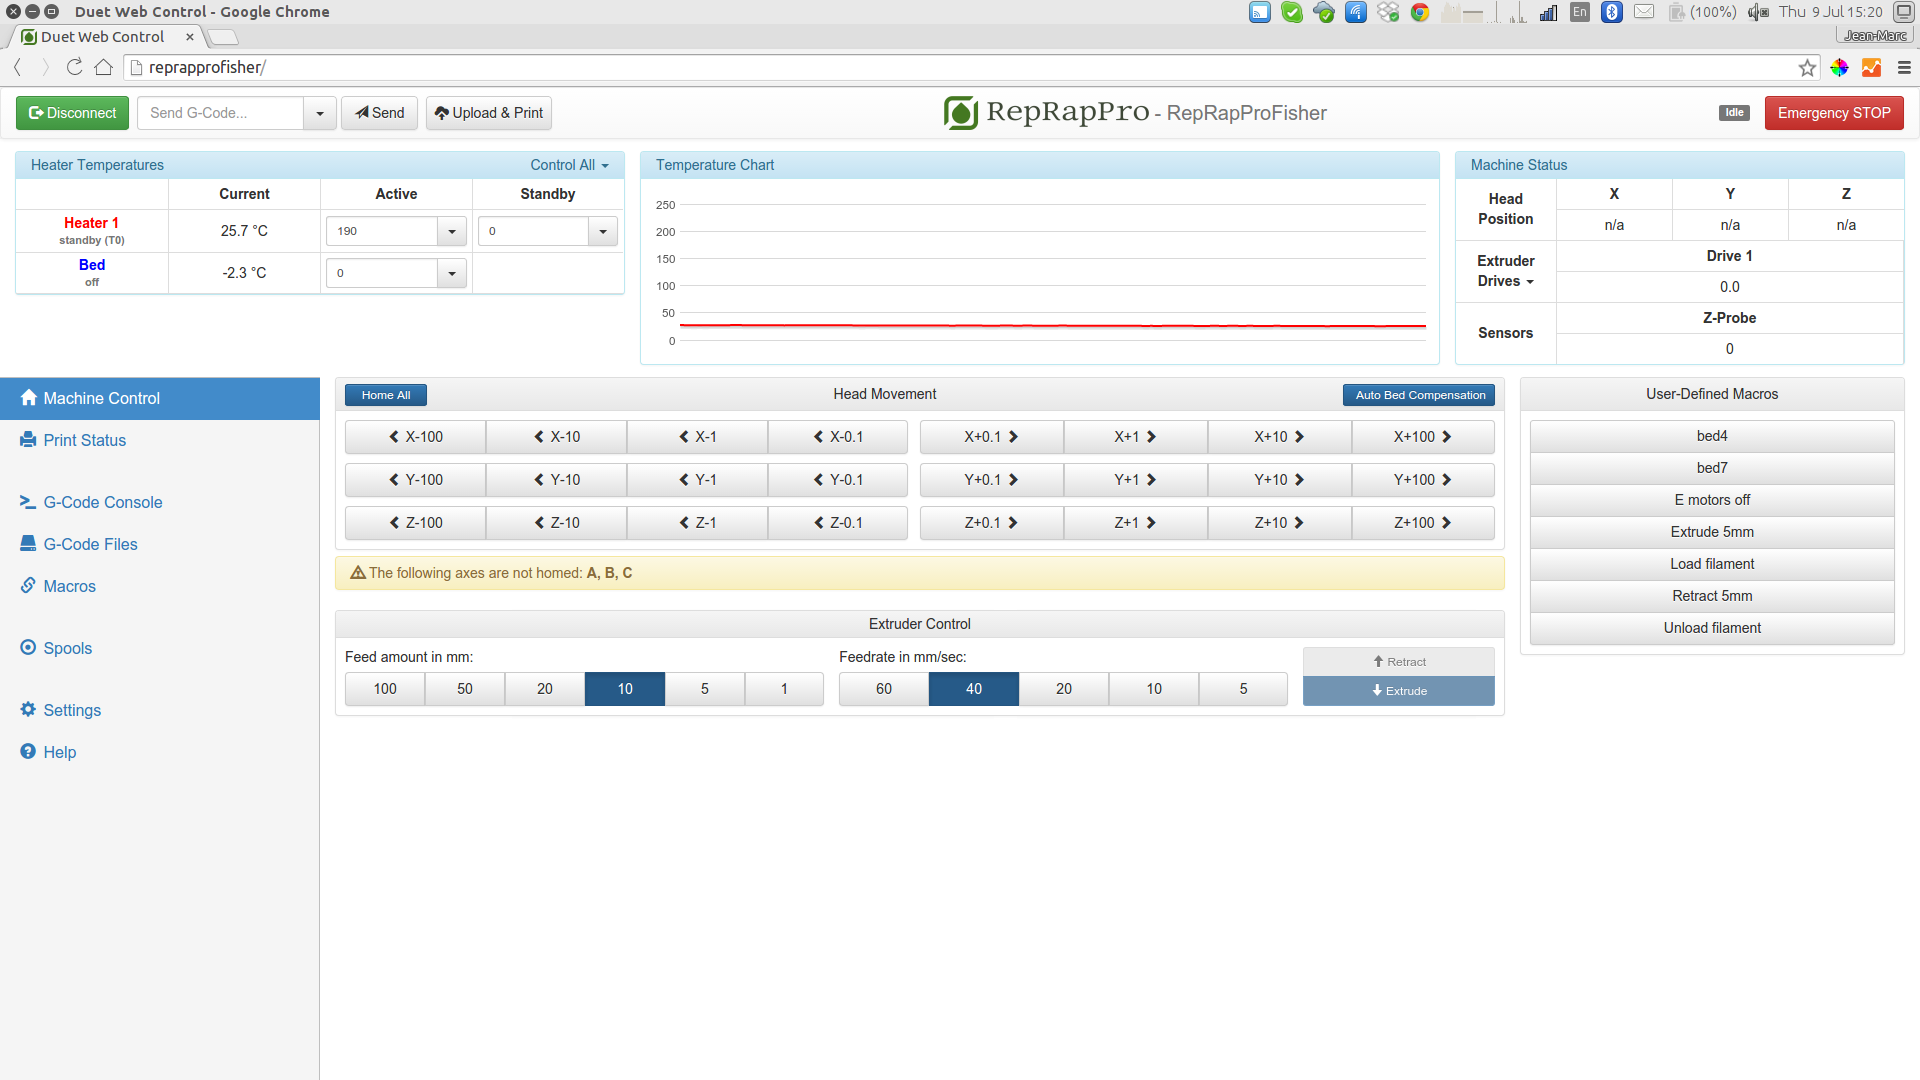 Duet Web Control - Google Chrome
En
(100%)
Thu 9 Jul 15:20
Duet Web Control
Jean-Marc
reprapprofisher/
Disconnect
Send G-Code...
Send
Upload & Print
RepRapPro - RepRapProFisher
Idle
Emergency STOP
Heater Temperatures
Control All
Current Active Standby
Heater 1
standby (T0)
25.7 °C
190
0
Bed
off
-2.3 °C
0
Temperature Chart
250
200
150
100
50
0
Machine Status
Head Position
X Y Z
n/a n/a n/a
Extruder Drives
Drive 1
0.0
Sensors
Z-Probe
0
Machine Control
Print Status
G-Code Console
G-Code Files
Macros
Spools
Settings
Help
Home All
Head Movement
Auto Bed Compensation
X-100 X-10 X-1 X-0.1 X+0.1 X+1 X+10 X+100
Y-100 Y-10 Y-1 Y-0.1 Y+0.1 Y+1 Y+10 Y+100
Z-100 Z-10 Z-1 Z-0.1 Z+0.1 Z+1 Z+10 Z+100
The following axes are not homed: A, B, C
Extruder Control
Feed amount in mm:
100 50 20 10 5 1
Feedrate in mm/sec:
60 40 20 10 5
Retract
Extrude
User-Defined Macros
bed4
bed7
E motors off
Extrude 5mm
Load filament
Retract 5mm
Unload filament